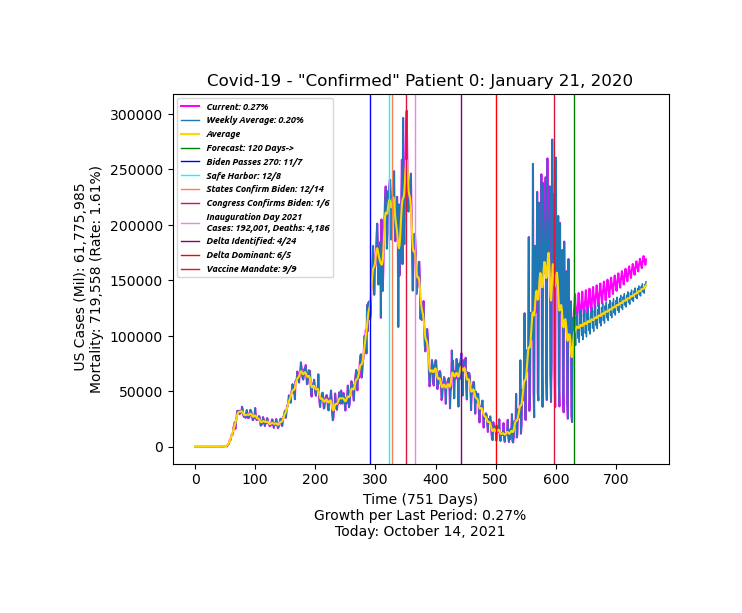 Covid-19 - "Confirmed" Patient 0: January 21, 2020
US Cases (Mil): 61,775,985
Mortality: 719,558 (Rate: 1.61%)
300000
250000
200000
150000
100000
50000
0
Current: 0.27%
Weekly Average: 0.20%
Average
Forecast: 120 Days->
Biden Passes 270: 11/7
Safe Harbor: 12/8
States Confirm Biden: 12/14
Congress Confirms Biden: 1/6
Inauguration Day 2021
Cases: 192,001, Deaths: 4,186
Delta Identified: 4/24
Delta Dominant: 6/5
Vaccine Mandate: 9/9
0 100 200 300 400 500 600 700
Time (751 Days)
Growth per Last Period: 0.27%
Today: October 14, 2021